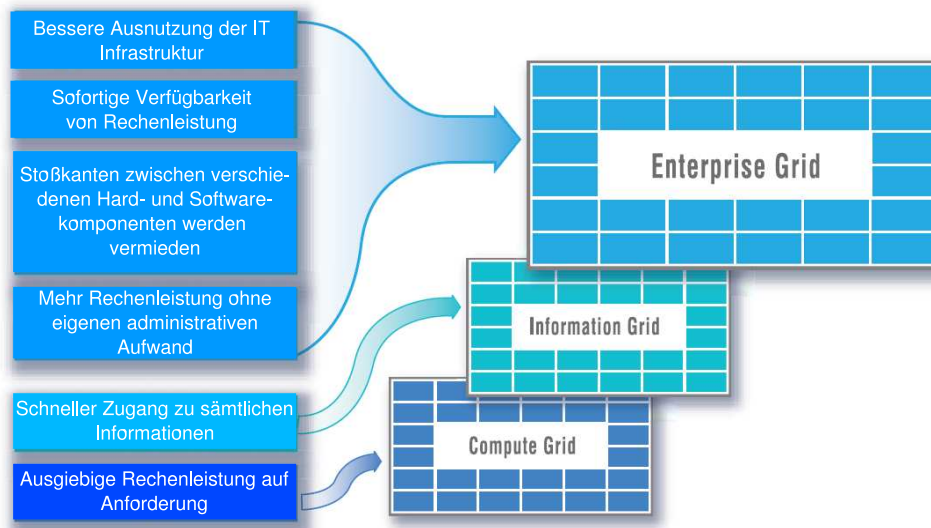 Bessere Ausnutzung der IT
Infrastruktur
Sofortige Verfügbarkeit
von Rechenleistung
Stoßkanten zwischen verschie-
denen Hard- und Software-
komponenten werden
vermieden
Mehr Rechenleistung ohne
eigenen administrativen
Aufwand
Schneller Zugang zu sämtlichen
Informationen
Ausgiebige Rechenleistung auf
Anforderung
Enterprise Grid
Information Grid
Compute Grid